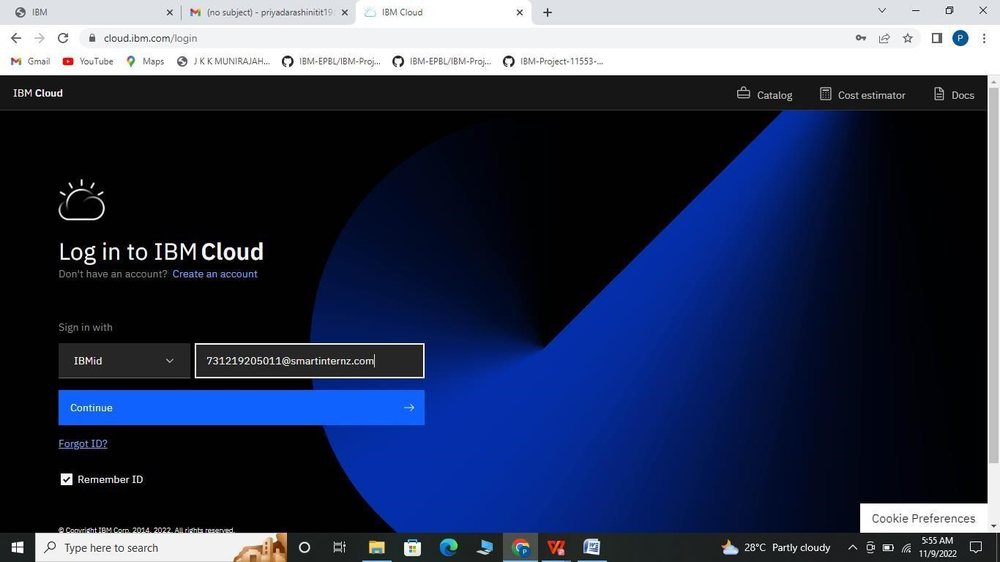 IBM
(no subject) - priyadarashinitit19
IBM Cloud
cloud.ibm.com/login
P
Gmail
YouTube
Maps
J K K MUNIRAJAH...
IBM-EPBL/IBM-Proj...
IBM-EPBL/IBM-Proj...
IBM-Project-11553-...
IBM Cloud
Catalog
Cost estimator
Docs
Log in to IBM Cloud
Don't have an account? Create an account
Sign in with
IBMid
731219205011@smartinternz.com
Continue
Forgot ID?
Remember ID
© Copyright IBM Corp. 2014, 2022. All rights reserved.
Cookie Preferences
Type here to search
28°C Partly cloudy
5:55 AM
11/9/2022